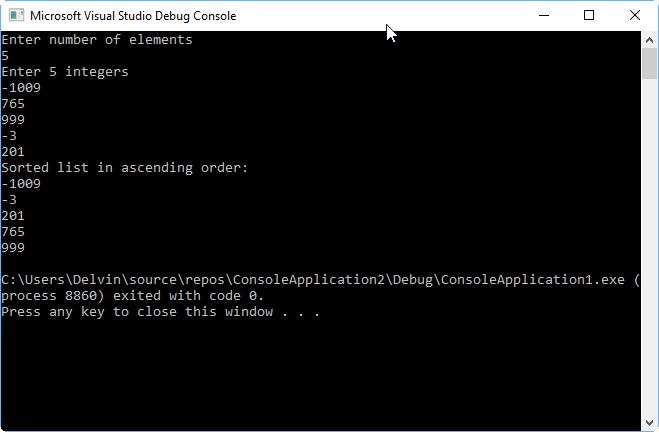 Microsoft Visual Studio Debug Console
Enter number of elements
5
Enter 5 integers
-1009
765
999
-3
201
Sorted list in ascending order:
-1009
-3
201
765
999
C:\Users\Delvin\source\repos\ConsoleApplication2\Debug\ConsoleApplication1.exe (
process 8860) exited with code 0.
Press any key to close this window . . .